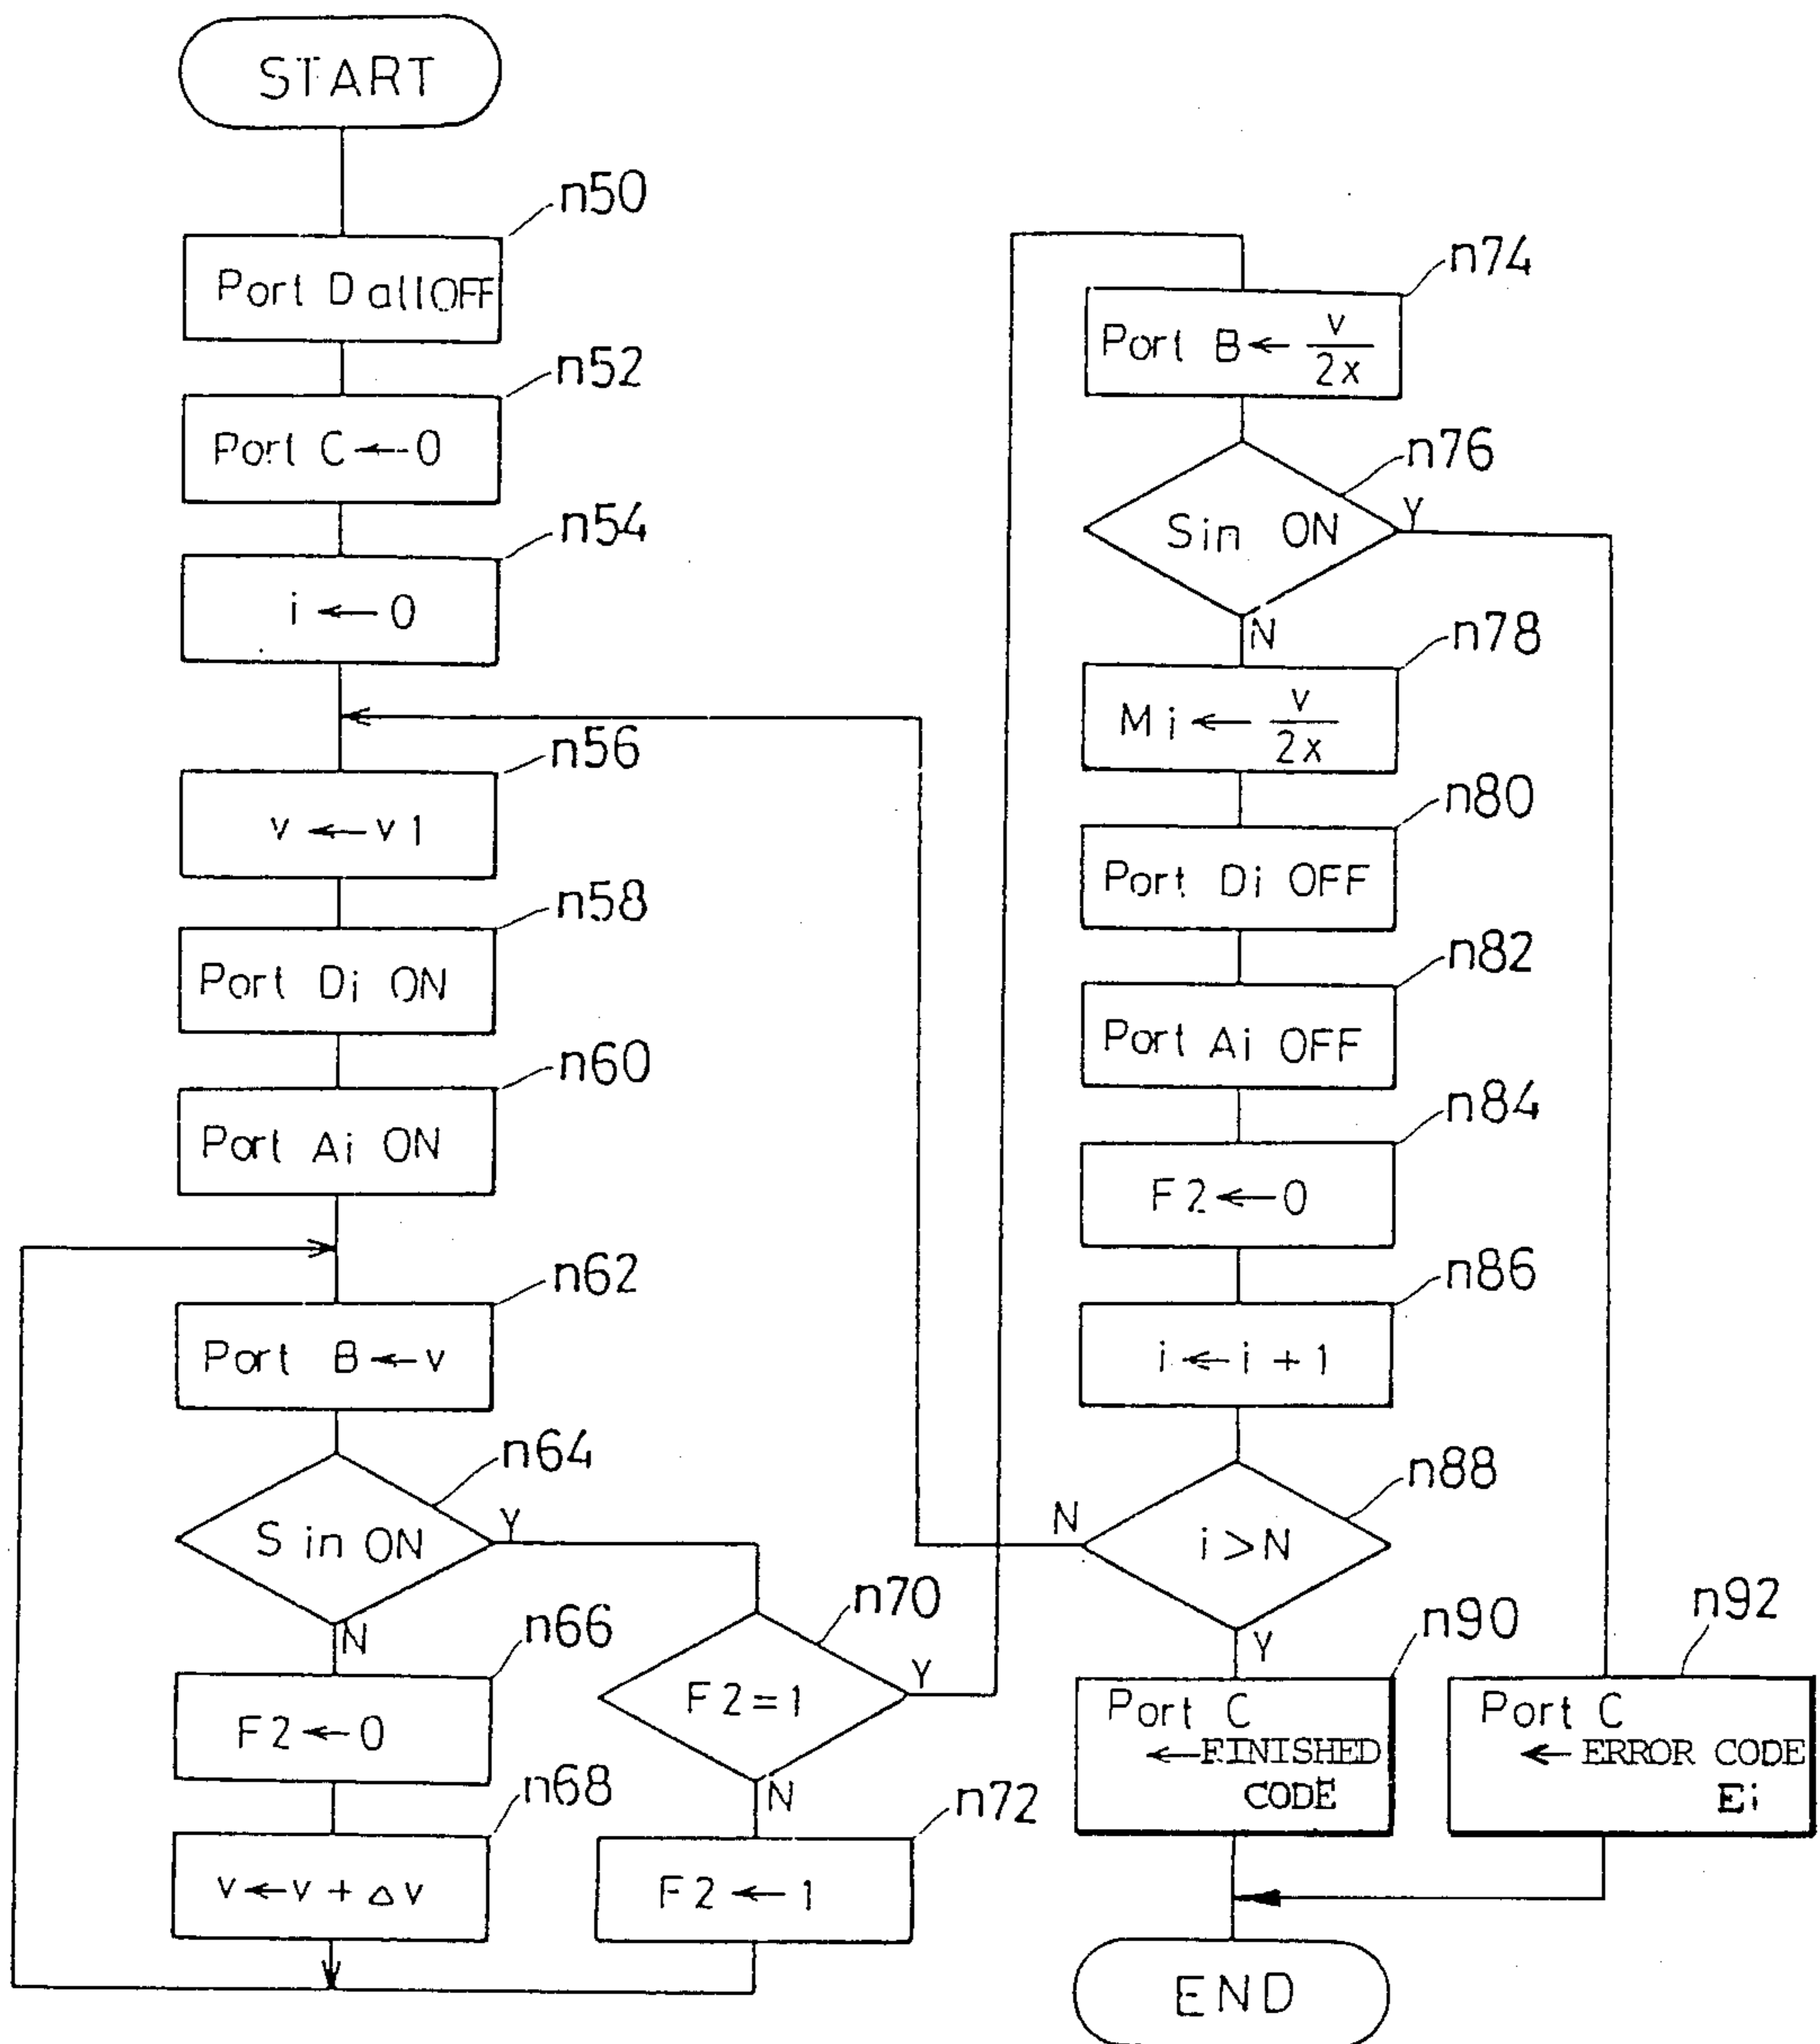 START
n50
Port D all OFF
n52
Port C ← 0
n54
i ← 0
n56
v ← v1
n58
Port Di ON
n60
Port Ai ON
n62
Port B ← v
n64
S in ON
Y
N
n66
F2 ← 0
n68
v ← v + △v
n70
F2 = 1
Y
N
n72
F2 ← 1
n74
Port B ← v
2x
n76
Sin ON
Y
N
n78
Mi ← v
2x
n80
Port Di OFF
n82
Port Ai OFF
n84
F2 ← 0
n86
i ← i + 1
n88
i > N
N
Y
n90
Port C
← FINISHED
CODE
n92
Port C
← ERROR CODE
Ei
END